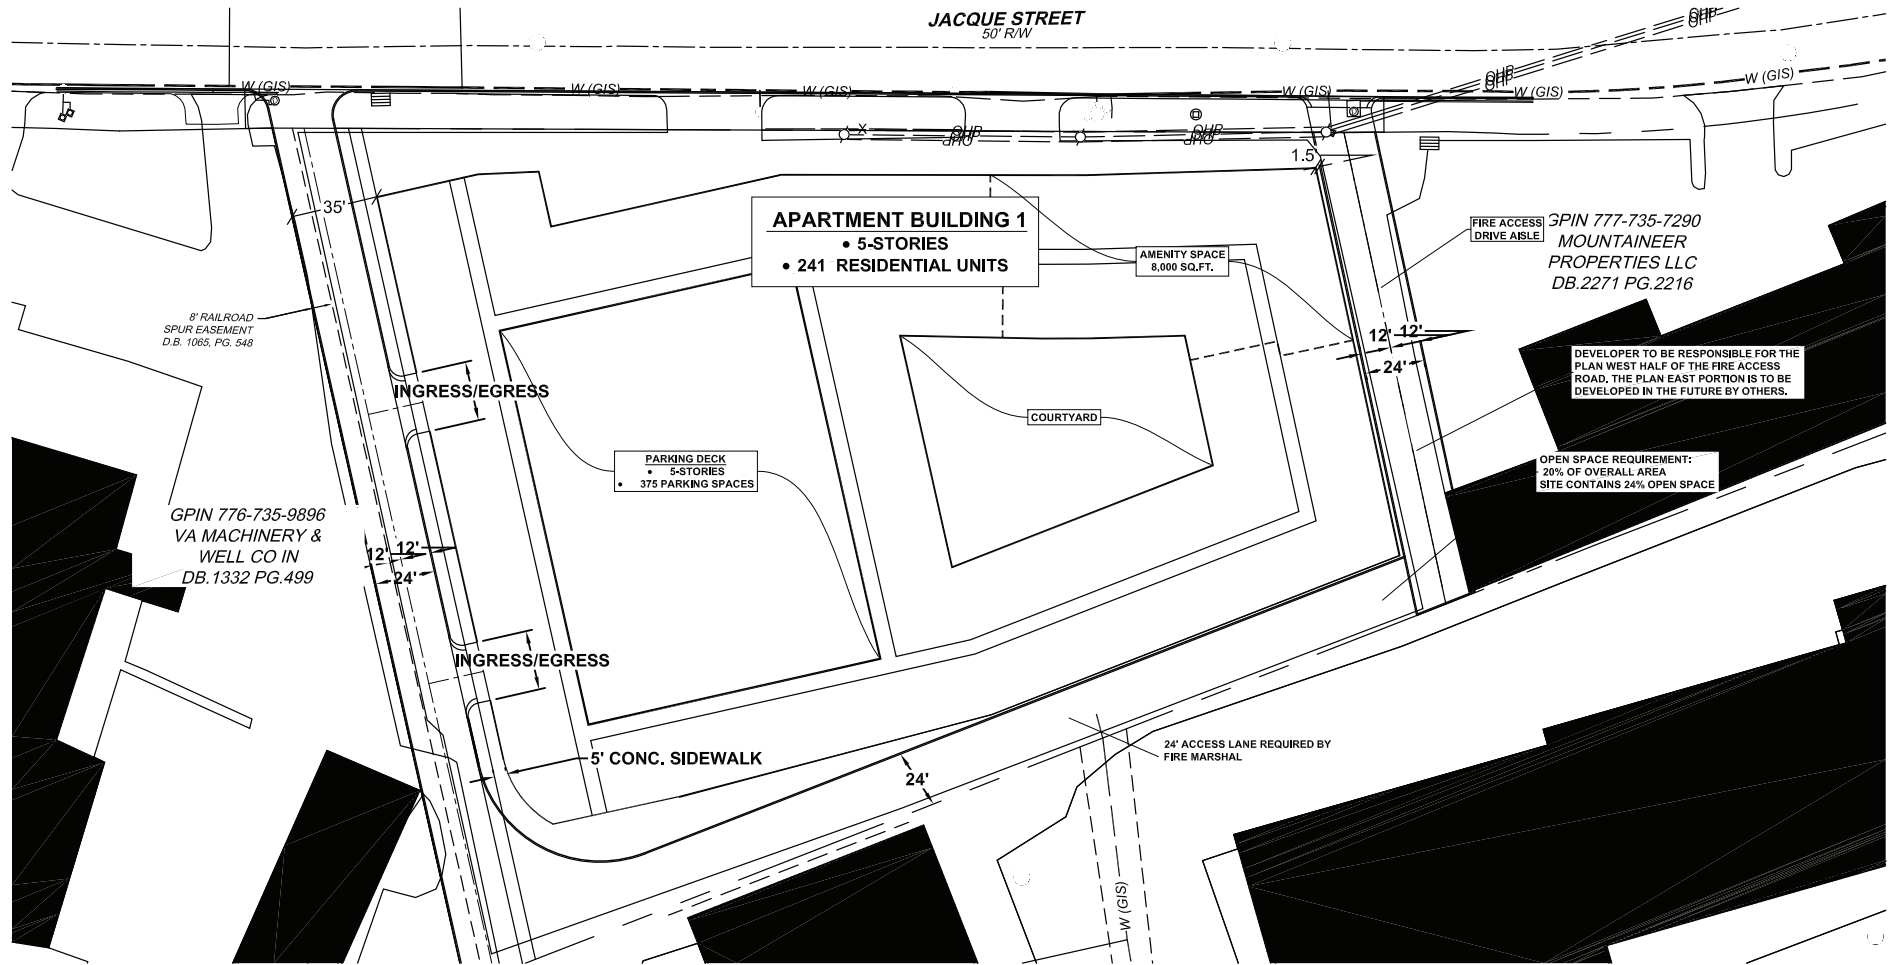 JACQUE STREET
50' R/W
OHP
OHP
OHP
OHP
W (GIS)
W (GIS)
W (GIS)
W (GIS)
W (GIS)
W (GIS)
X
OHP
OHP
OHP
OHP
1.5'
35'
APARTMENT BUILDING 1
• 5-STORIES
• 241 RESIDENTIAL UNITS
AMENITY SPACE
8,000 SQ.FT.
FIRE ACCESS
DRIVE AISLE
GPIN 777-735-7290
MOUNTAINEER
PROPERTIES LLC
DB.2271 PG.2216
8' RAILROAD
SPUR EASEMENT
D.B. 1065, PG. 548
12' 12'
24'
DEVELOPER TO BE RESPONSIBLE FOR THE
PLAN WEST HALF OF THE FIRE ACCESS
ROAD. THE PLAN EAST PORTION IS TO BE
DEVELOPED IN THE FUTURE BY OTHERS.
INGRESS/EGRESS
COURTYARD
PARKING DECK
• 5-STORIES
• 375 PARKING SPACES
OPEN SPACE REQUIREMENT:
20% OF OVERALL AREA
SITE CONTAINS 24% OPEN SPACE
GPIN 776-735-9896
VA MACHINERY &
WELL CO IN
DB.1332 PG.499
12' 12'
24'
INGRESS/EGRESS
5' CONC. SIDEWALK
24'
24' ACCESS LANE REQUIRED BY
FIRE MARSHAL
W (GIS)